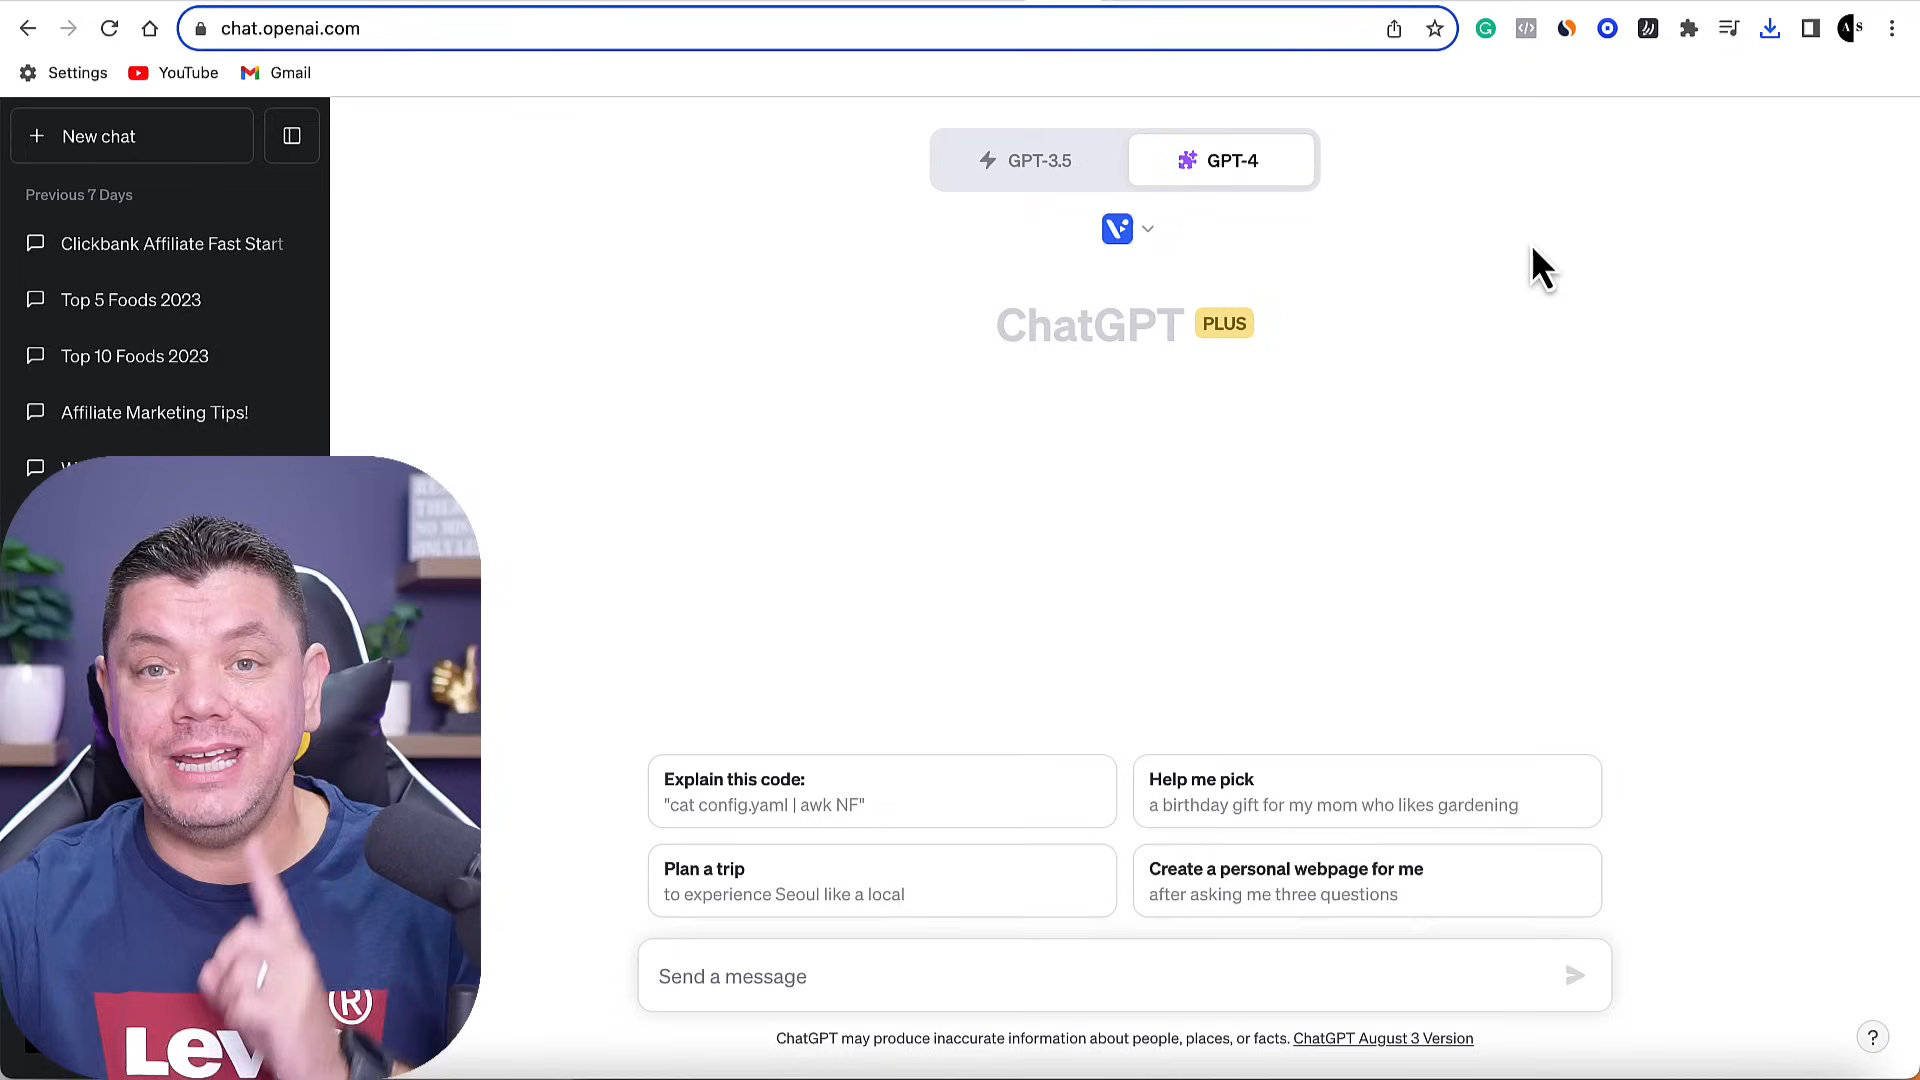 chat.openai.com
Settings
YouTube
Gmail
New chat
Previous 7 Days
Clickbank Affiliate Fast Start
Top 5 Foods 2023
Top 10 Foods 2023
Affiliate Marketing Tips!
GPT-3.5
GPT-4
ChatGPT PLUS
Explain this code:
"cat config.yaml | awk NF"
Help me pick
a birthday gift for my mom who likes gardening
Plan a trip
to experience Seoul like a local
Create a personal webpage for me
after asking me three questions
Send a message
ChatGPT may produce inaccurate information about people, places, or facts. ChatGPT August 3 Version
?
Lev
®